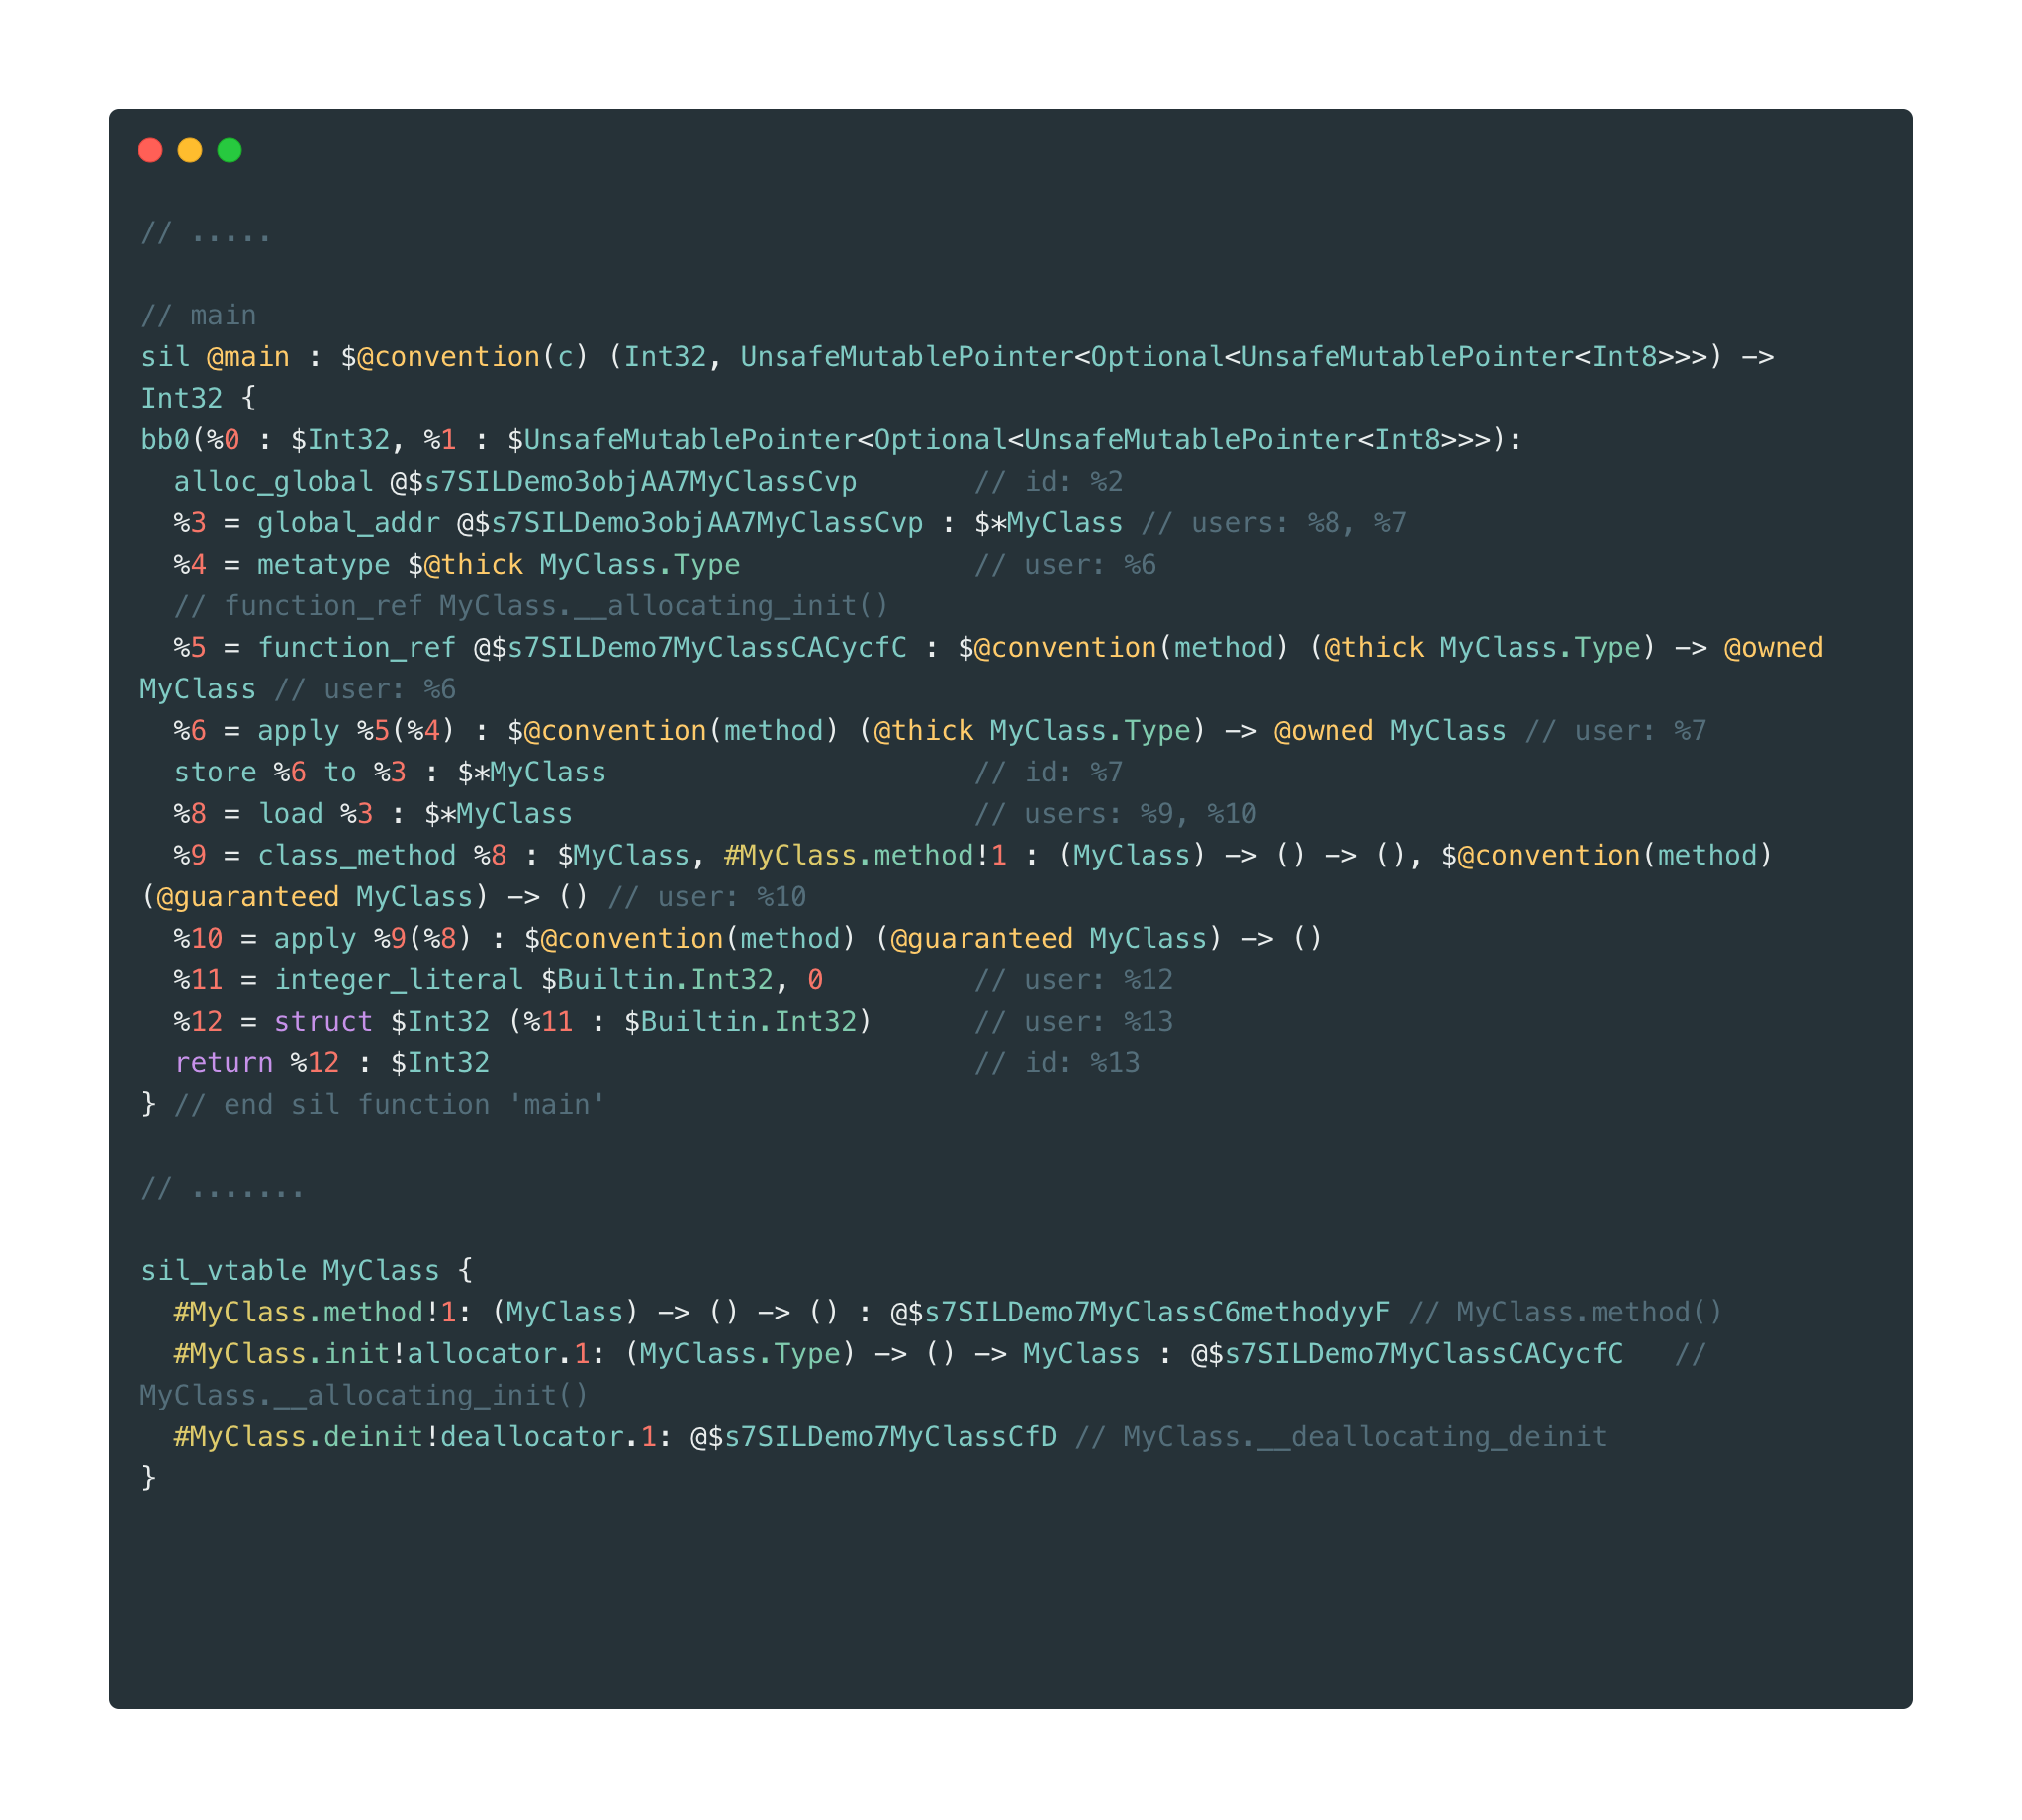 // .....
// main
sil @main : $@convention(c) (Int32, UnsafeMutablePointer<Optional<UnsafeMutablePointer<Int8>>>) ->
Int32 {
bb0(%0 : $Int32, %1 : $UnsafeMutablePointer<Optional<UnsafeMutablePointer<Int8>>>):
  alloc_global @$s7SILDemo3objAA7MyClassCvp       // id: %2
  %3 = global_addr @$s7SILDemo3objAA7MyClassCvp : $*MyClass // users: %8, %7
  %4 = metatype $@thick MyClass.Type              // user: %6
  // function_ref MyClass.__allocating_init()
  %5 = function_ref @$s7SILDemo7MyClassCACycfC : $@convention(method) (@thick MyClass.Type) -> @owned
MyClass // user: %6
  %6 = apply %5(%4) : $@convention(method) (@thick MyClass.Type) -> @owned MyClass // user: %7
  store %6 to %3 : $*MyClass                      // id: %7
  %8 = load %3 : $*MyClass                        // users: %9, %10
  %9 = class_method %8 : $MyClass, #MyClass.method!1 : (MyClass) -> () -> (), $@convention(method)
(@guaranteed MyClass) -> () // user: %10
  %10 = apply %9(%8) : $@convention(method) (@guaranteed MyClass) -> ()
  %11 = integer_literal $Builtin.Int32, 0         // user: %12
  %12 = struct $Int32 (%11 : $Builtin.Int32)      // user: %13
  return %12 : $Int32                             // id: %13
} // end sil function 'main'
// .......
sil_vtable MyClass {
  #MyClass.method!1: (MyClass) -> () -> () : @$s7SILDemo7MyClassC6methodyyF // MyClass.method()
  #MyClass.init!allocator.1: (MyClass.Type) -> () -> MyClass : @$s7SILDemo7MyClassCACycfC   //
MyClass.__allocating_init()
  #MyClass.deinit!deallocator.1: @$s7SILDemo7MyClassCfD // MyClass.__deallocating_deinit
}